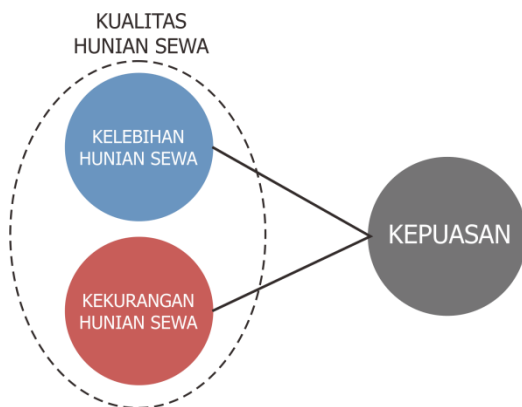 KUALITAS
HUNIAN SEWA
KELEBIHAN
HUNIAN SEWA
KEPUASAN
KEKURANGAN
HUNIAN SEWA